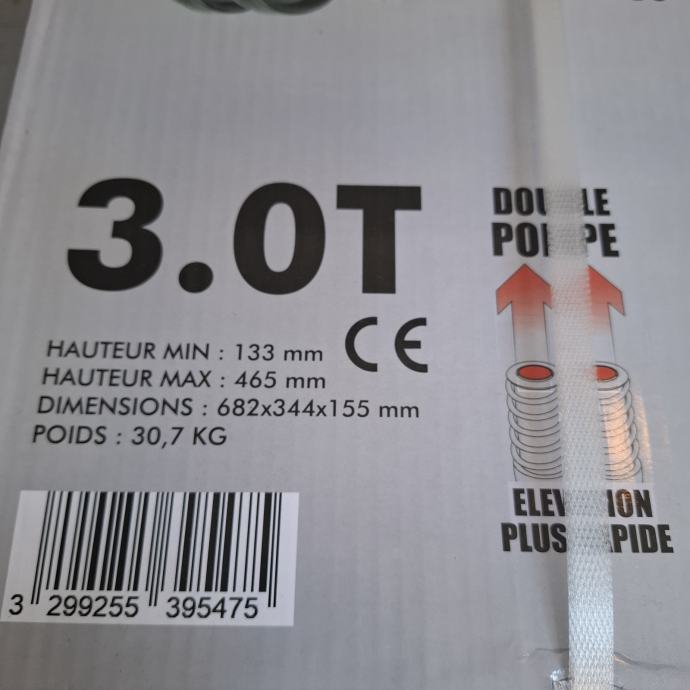 3.0T
HAUTEUR MIN : 133 mm
HAUTEUR MAX : 465 mm
DIMENSIONS : 682x344x155 mm
POIDS : 30,7 KG
CE
3 299255 395475
PLUS